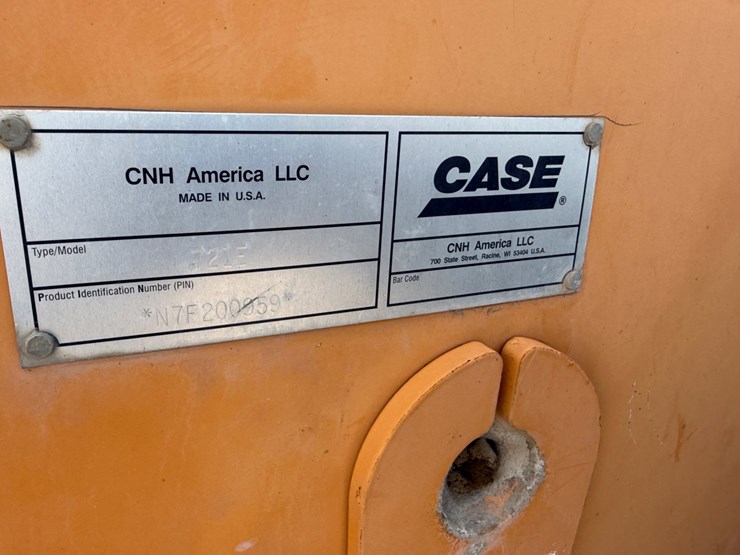 CNH America LLC
MADE IN U.S.A.
Type/Model
721E
Product Identification Number (PIN)
*N7F200959*
CASE®
CNH America LLC
700 State Street, Racine, WI 53404 U.S.A.
Bar Code